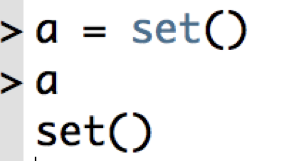 > a = set()
> a
set()